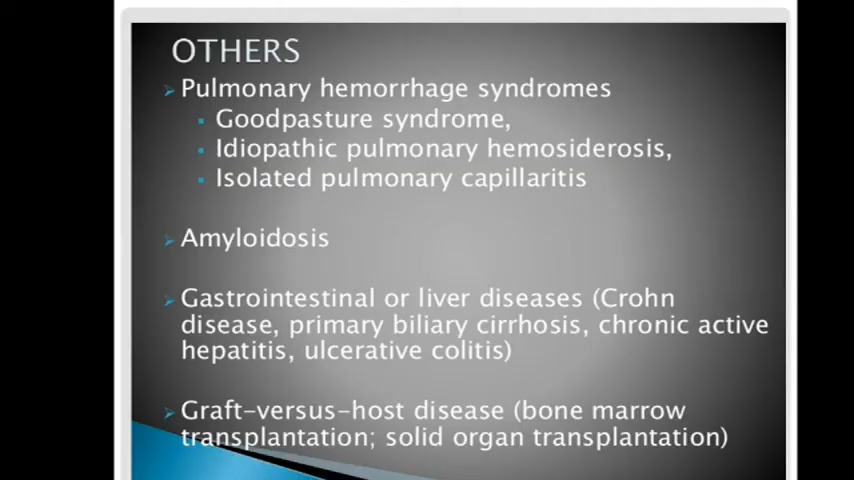 OTHERS
Pulmonary hemorrhage syndromes
Goodpasture syndrome,
Idiopathic pulmonary hemosiderosis,
Isolated pulmonary capillaritis
Amyloidosis
Gastrointestinal or liver diseases (Crohn
disease, primary biliary cirrhosis, chronic active
hepatitis, ulcerative colitis)
Graft-versus-host disease (bone marrow
transplantation; solid organ transplantation)